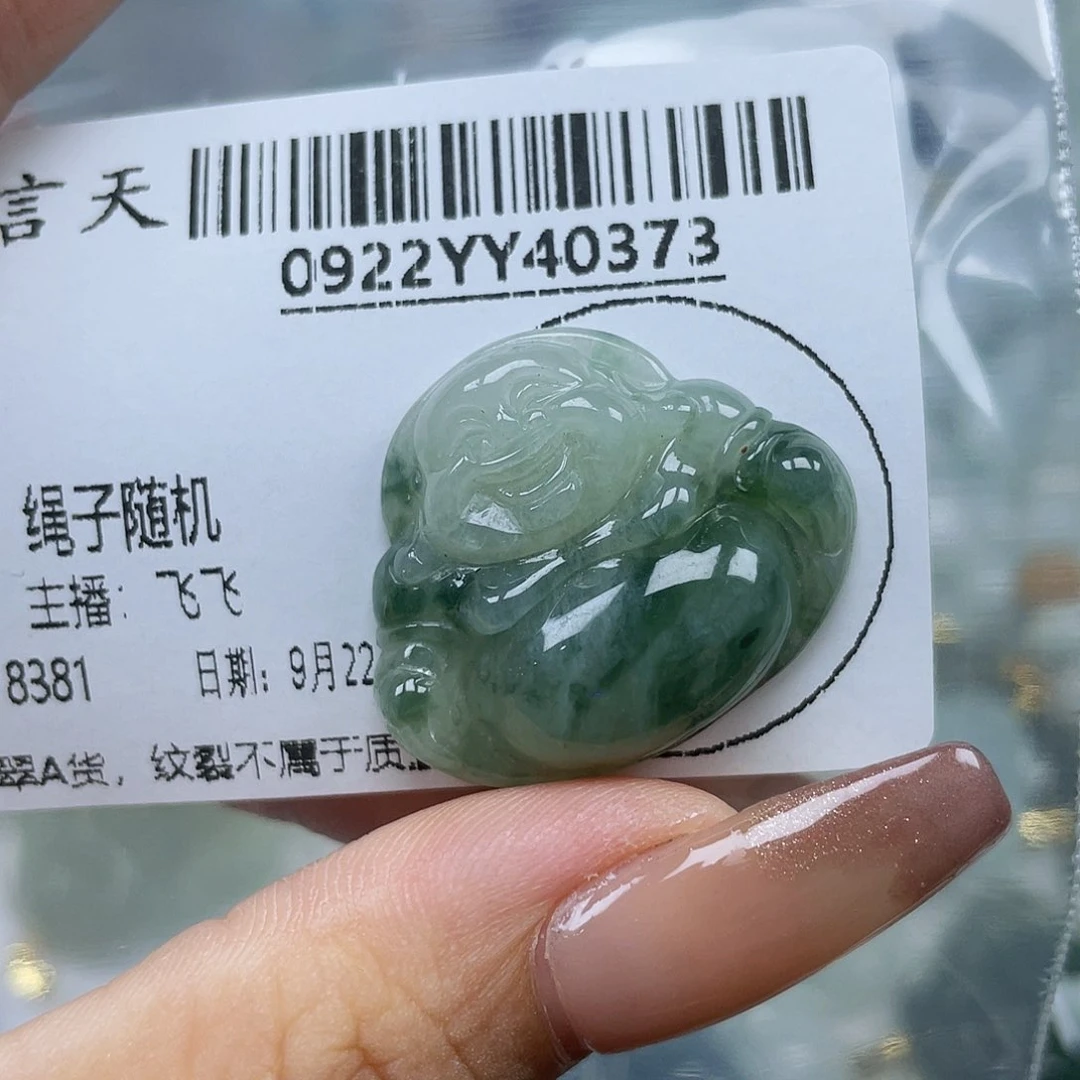 言天
0922YY40373
绳子随机
主播：飞飞
8381 日期：9月22
翠A货，纹裂不属于质